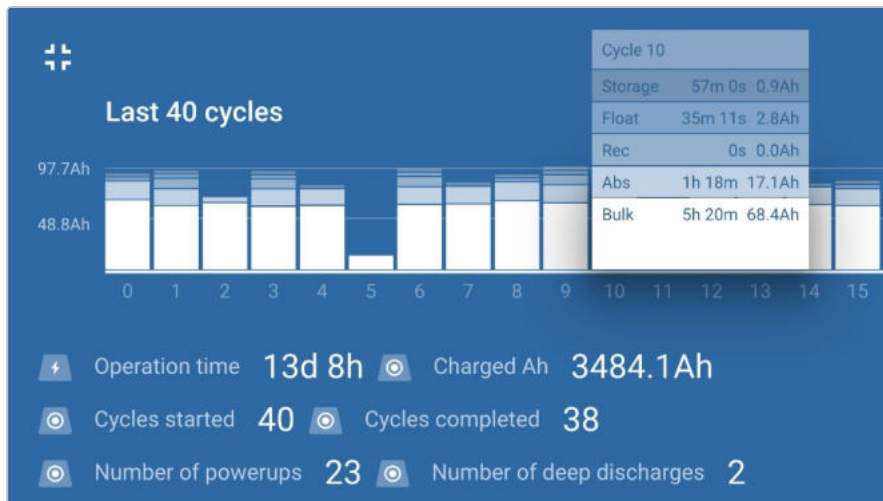 Cycle 10
Storage 57m 0s 0.9Ah
Float 35m 11s 2.8Ah
Rec 0s 0.0Ah
Abs 1h 18m 17.1Ah
Bulk 5h 20m 68.4Ah
Last 40 cycles
97.7Ah
48.8Ah
0 1 2 3 4 5 6 7 8 9 10 11 12 13 14 15
Operation time 13d 8h Charged Ah 3484.1Ah
Cycles started 40 Cycles completed 38
Number of powerups 23 Number of deep discharges 2